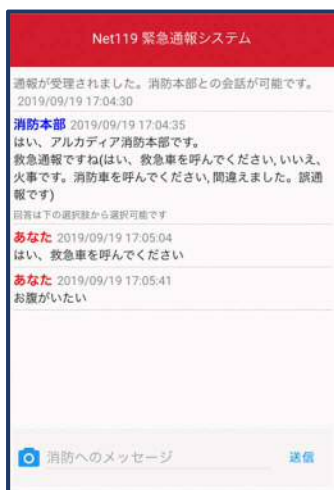 Net119 緊急通報システム
通報が受理されました。消防本部との会話が可能です。
2019/09/19 17:04:30
消防本部 2019/09/19 17:04:35
はい、アルカディア消防本部です。
救急通報ですね(はい、救急車を呼んでください,いいえ、
火事です。消防車を呼んでください,間違えました。誤通
報です)
回答は下の選択肢から選択可能です
あなた 2019/09/19 17:05:04
はい、救急車を呼んでください
あなた 2019/09/19 17:05:41
お腹がいたい
消防へのメッセージ 送信